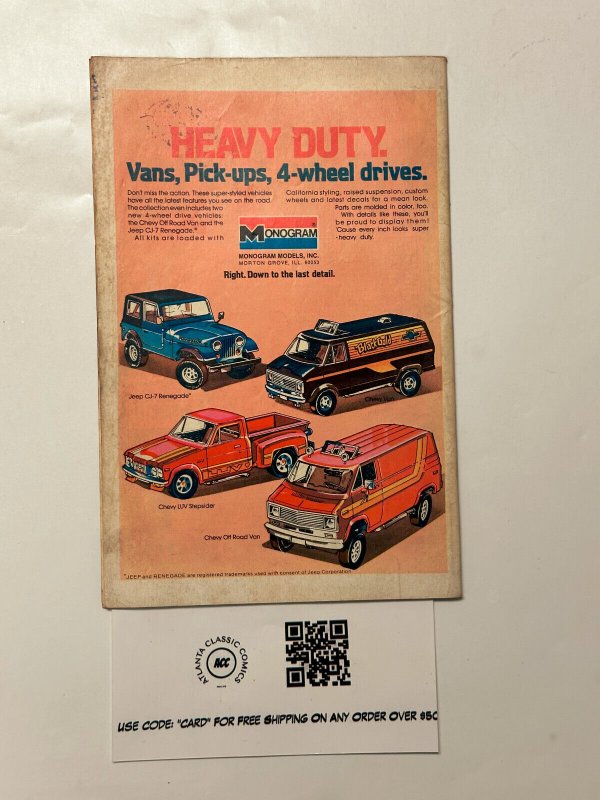 HEAVY DUTY.
Vans, Pick-ups, 4-wheel drives.
Don't miss the action. These super-styled vehicles
have all the latest features you see on the road.
The collection even includes two
new 4-wheel drive vehicles:
the Chevy Off Road Van and the
Jeep CJ-7 Renegade.*
All kits are loaded with
California styling, raised suspension, custom
wheels and latest decals for a mean look.
Parts are molded in color, too.
With details like these, you'll
be proud to display them!
'Cause every inch looks super
-heavy duty.
MONOGRAM
MONOGRAM MODELS, INC.
MORTON GROVE, ILL. 60053
Right. Down to the last detail.
Jeep CJ-7 Renegade*
Black Gold
Chevy Van
Chevy LUV Stepsider
Chevy Off Road Van
*JEEP and RENEGADE are registered trademarks used with consent of Jeep Corporation.
ATLANTA CLASSIC COMICS
ACC
USE CODE: "CARD" FOR FREE SHIPPING ON ANY ORDER OVER $50